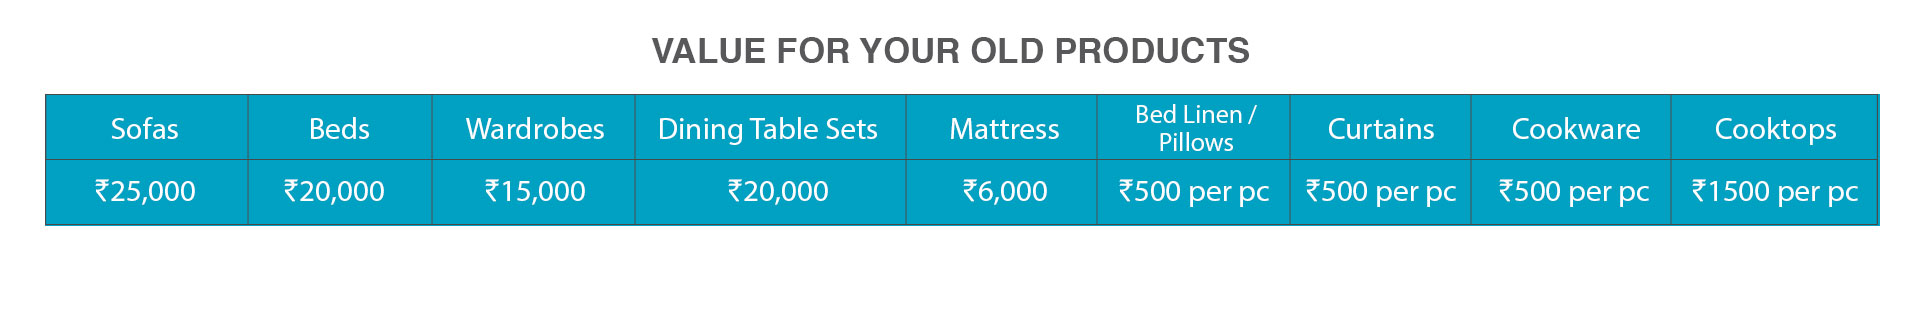 VALUE FOR YOUR OLD PRODUCTS
Sofas Beds Wardrobes Dining Table Sets Mattress Bed Linen / Pillows Curtains Cookware Cooktops
₹25,000 ₹20,000 ₹15,000 ₹20,000 ₹6,000 ₹500 per pc ₹500 per pc ₹500 per pc ₹1500 per pc